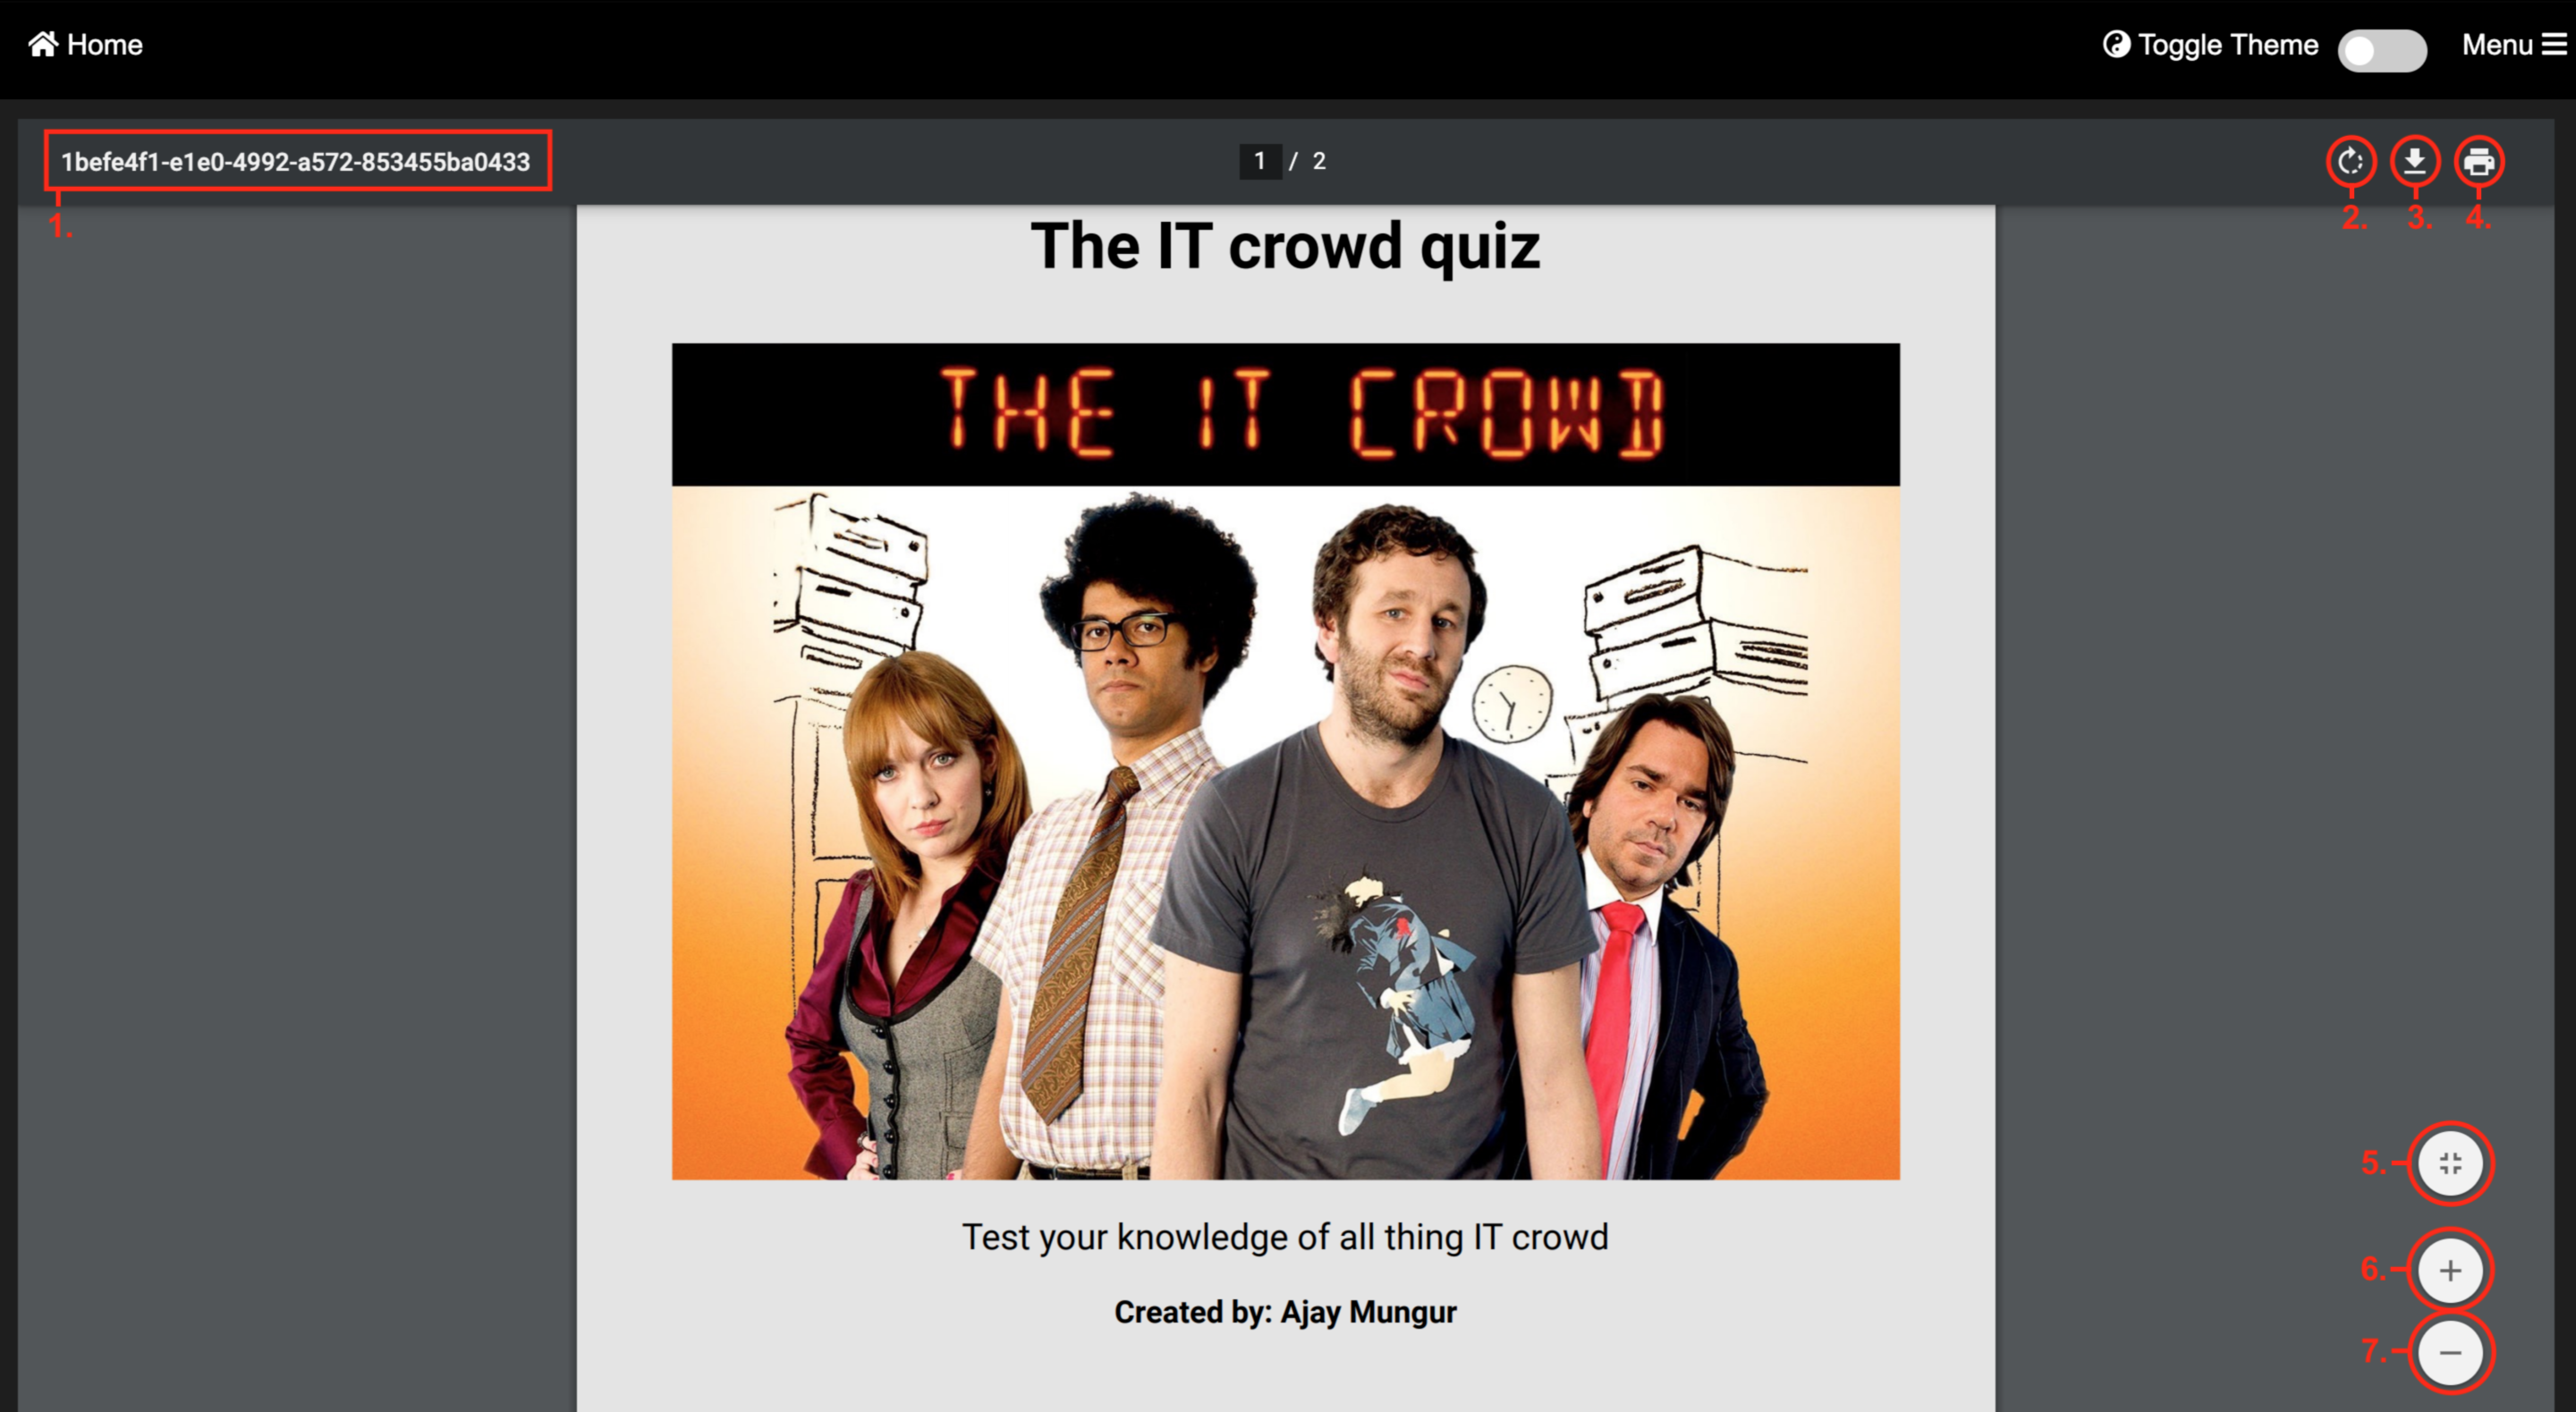 Home
Toggle Theme
Menu
1befe4f1-e1e0-4992-a572-853455ba0433
1 / 2
1.
2.
3.
4.
The IT crowd quiz
THE IT CROWD
5.
6.
7.
Test your knowledge of all thing IT crowd
Created by: Ajay Mungur